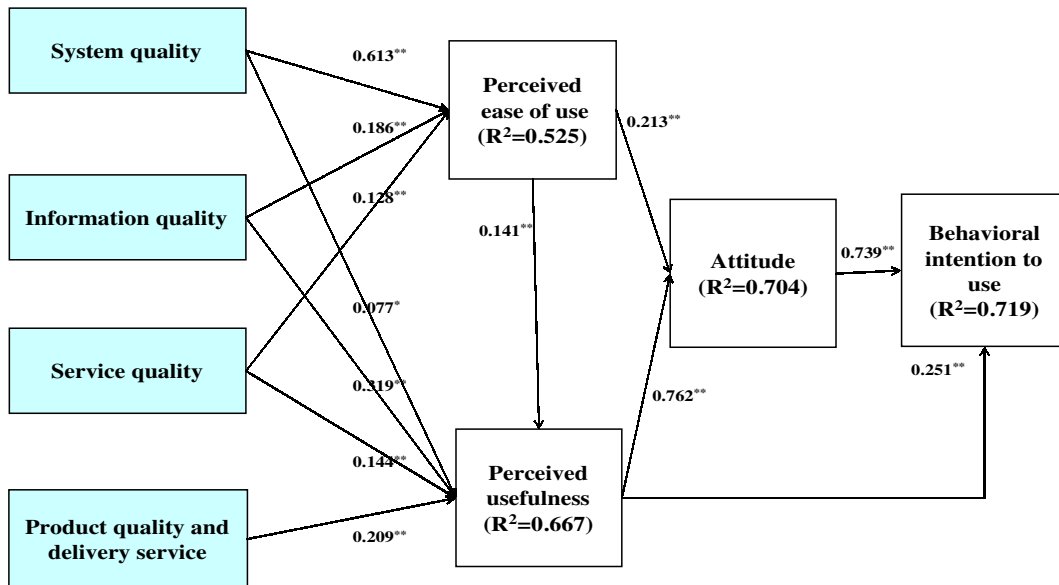 System quality
Information quality
Service quality
Product quality and
delivery service
0.613**
0.186**
0.128**
0.077*
0.319**
0.144**
0.209**
Perceived
ease of use
(R²=0.525)
0.141**
Perceived
usefulness
(R²=0.667)
0.213**
0.762**
Attitude
(R²=0.704)
0.739**
0.251**
Behavioral
intention to
use
(R²=0.719)